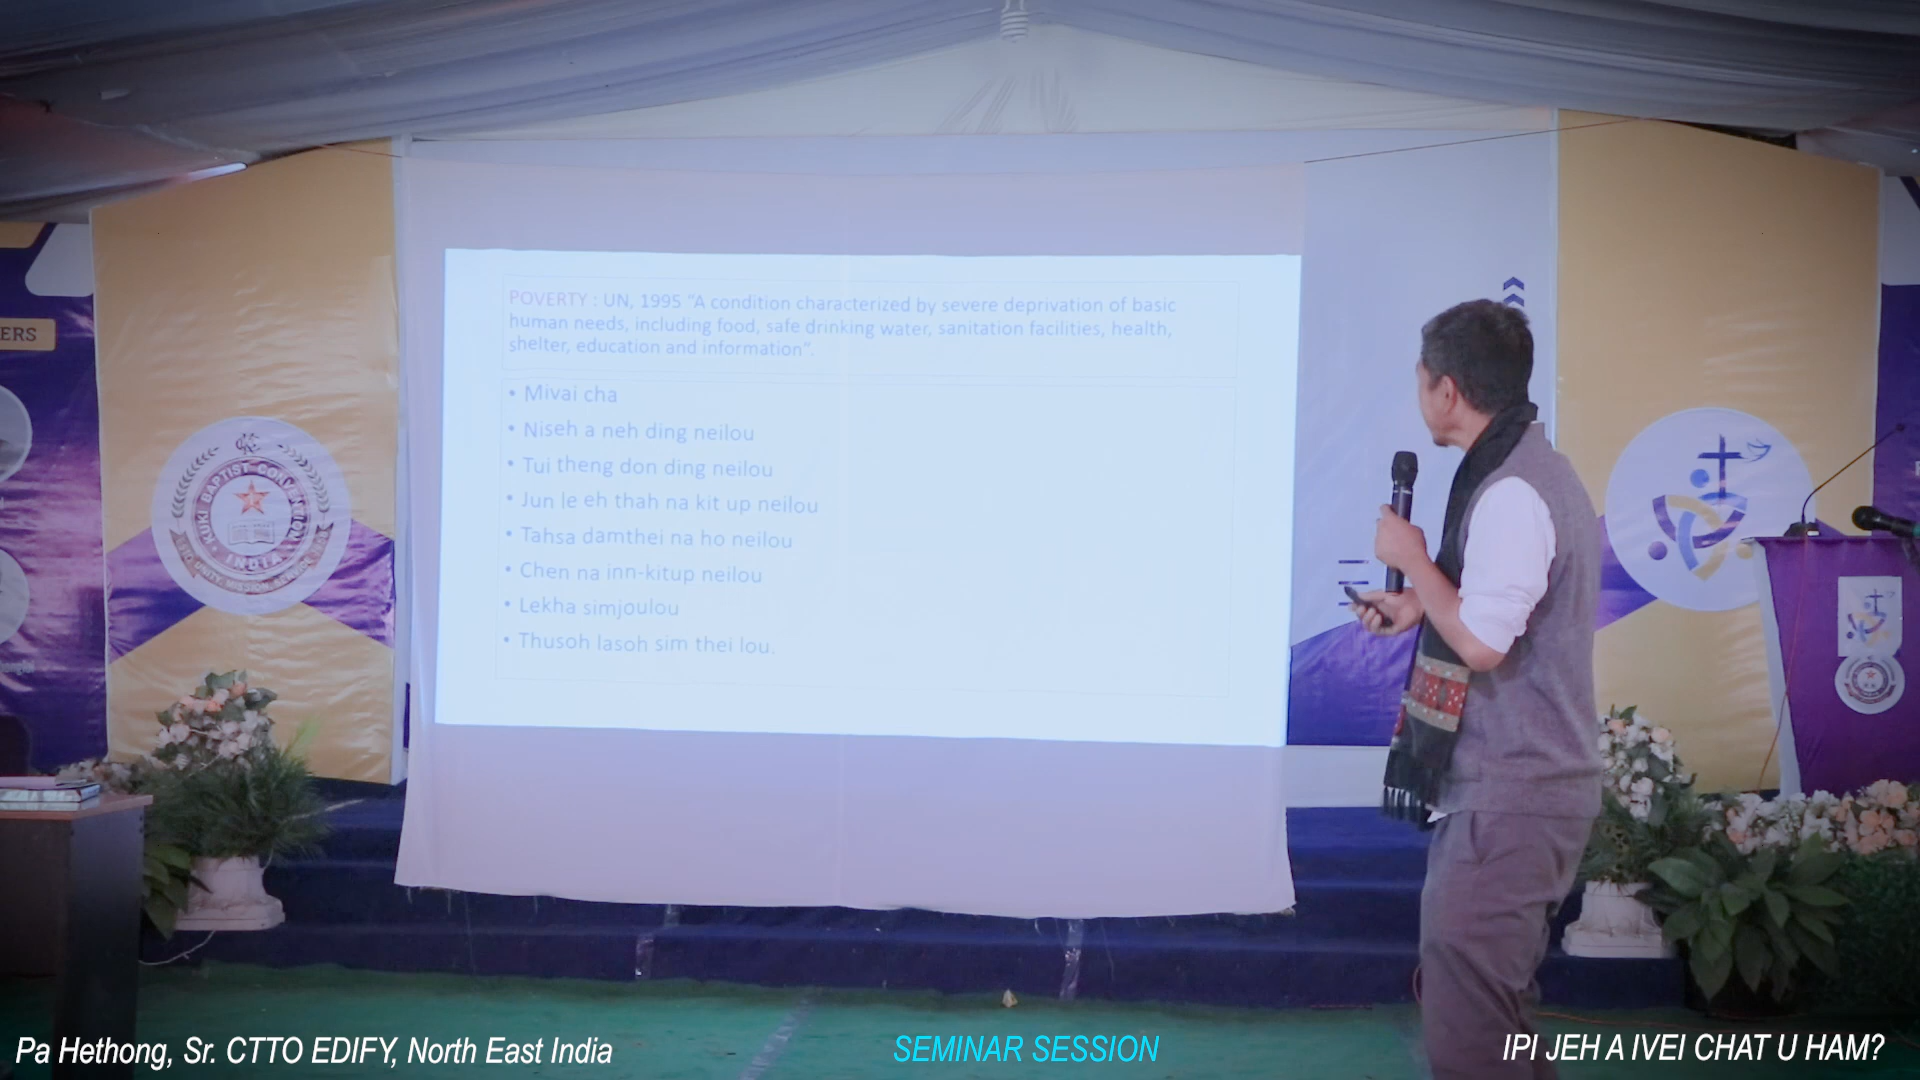 POVERTY : UN, 1995 "A condition characterized by severe deprivation of basic
human needs, including food, safe drinking water, sanitation facilities, health,
shelter, education and information".
• Mivai cha
• Niseh a neh ding neilou
• Tui theng don ding neilou
• Jun le eh thah na kit up neilou
• Tahsa damthei na ho neilou
• Chen na inn-kitup neilou
• Lekha simjoulou
• Thusoh lasoh sim thei lou.
ERS
KUKI BAPTIST CONVENTION
INDIA
Pa Hethong, Sr. CTTO EDIFY, North East India
SEMINAR SESSION
IPI JEH A IVEI CHAT U HAM?